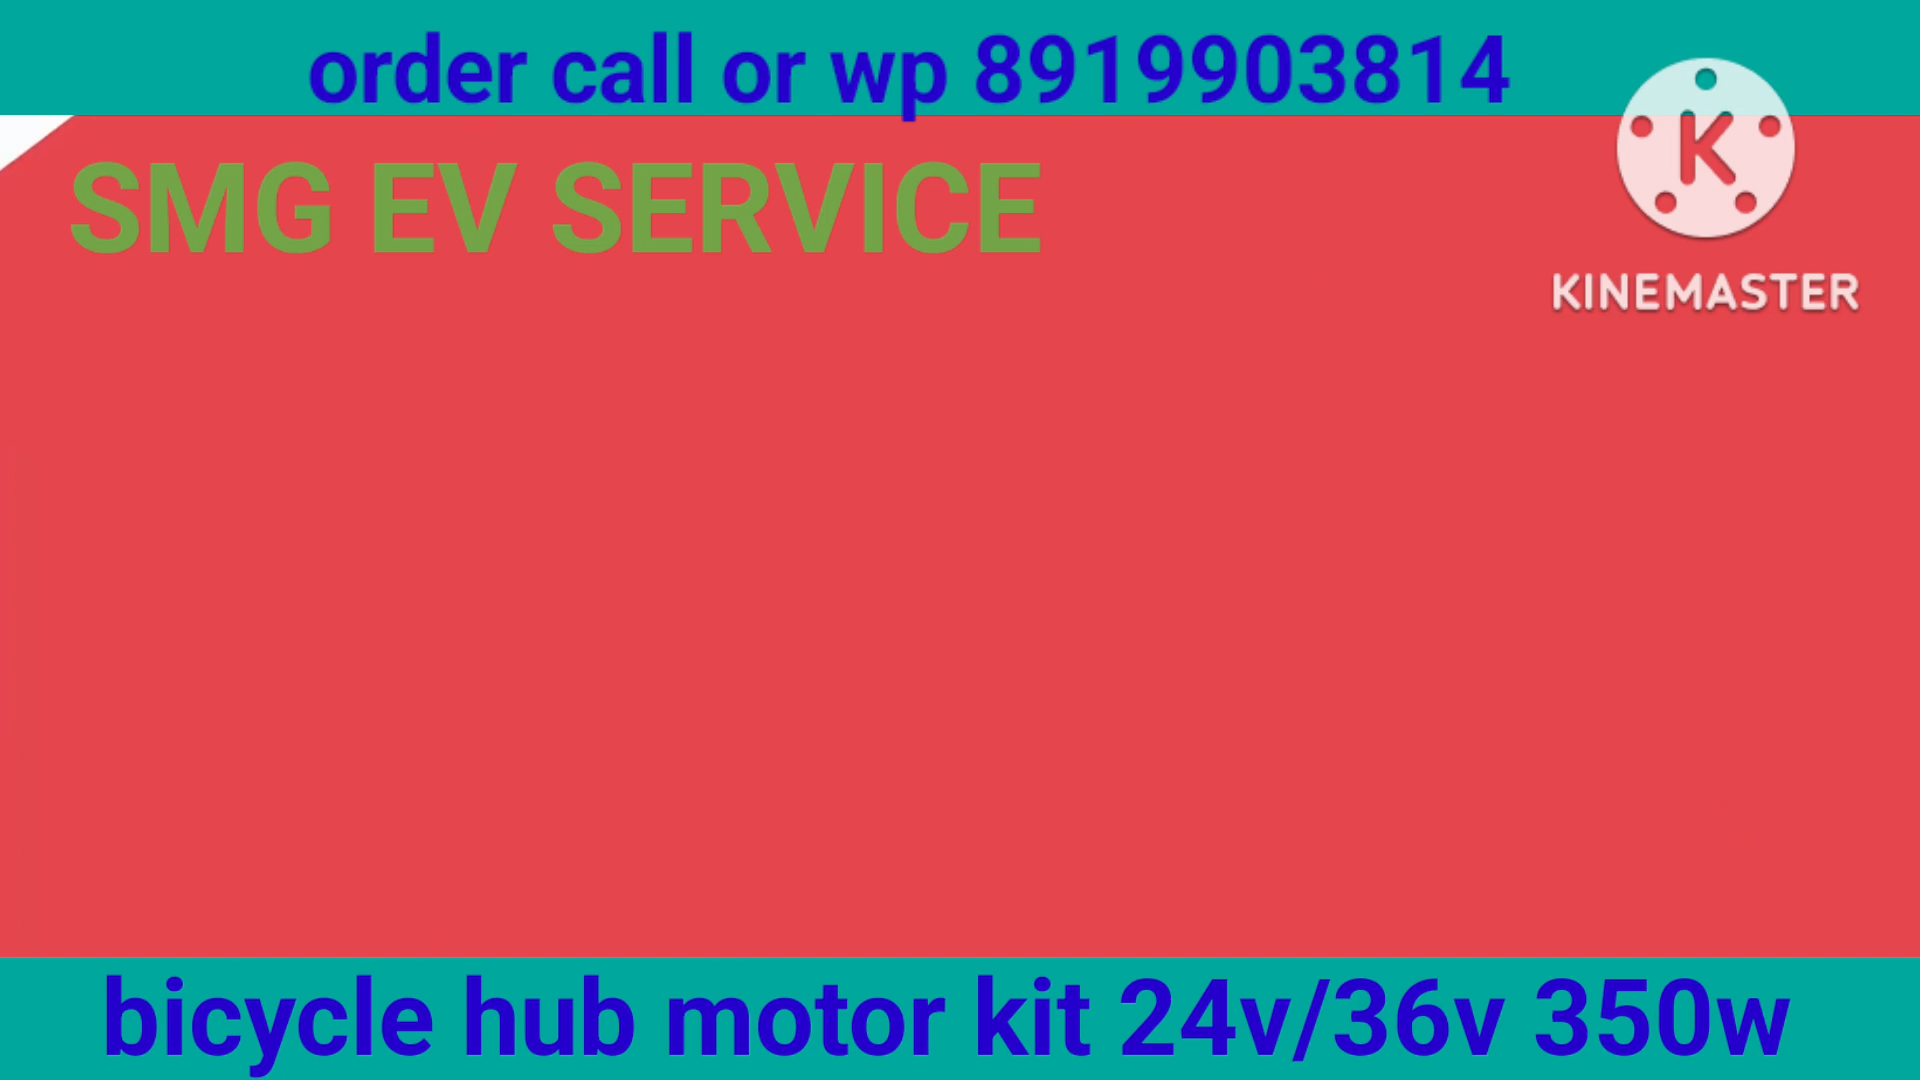 order call or wp 8919903814
SMG EV SERVICE
K
KINEMASTER
bicycle hub motor kit 24v/36v 350w